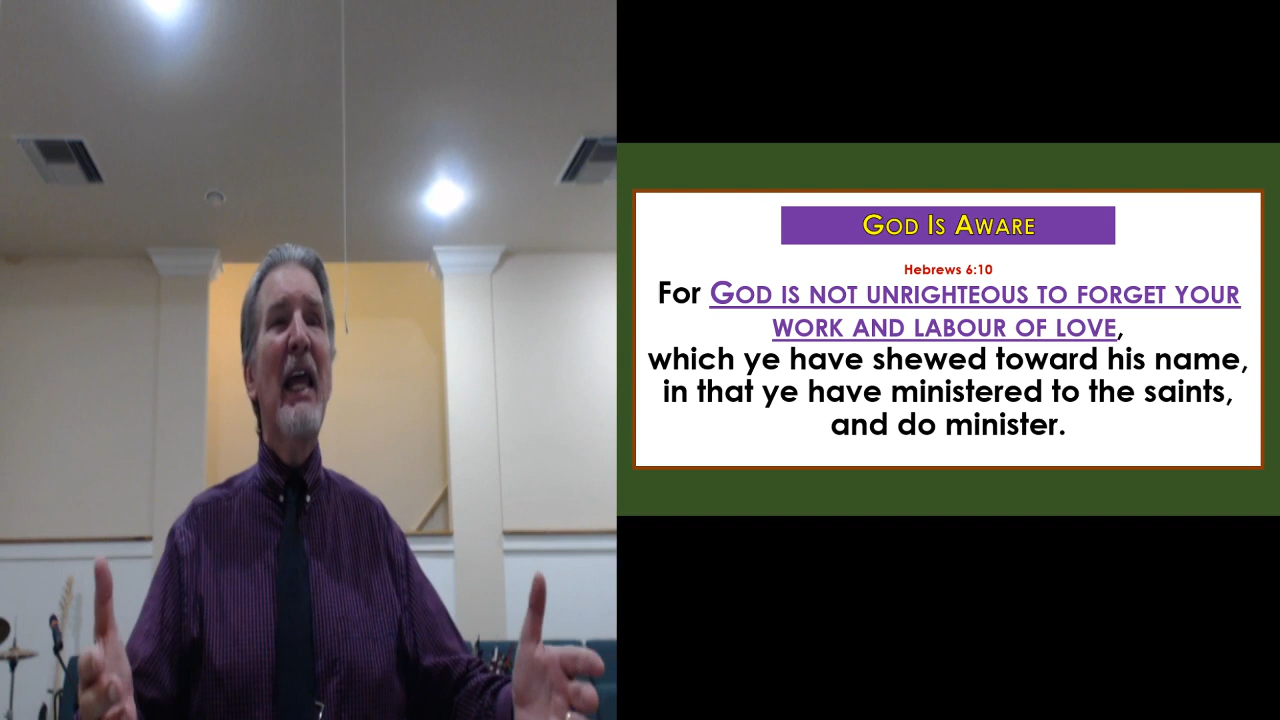 God Is Aware
Hebrews 6:10
For God is not unrighteous to forget your
work and labour of love,
which ye have shewed toward his name,
in that ye have ministered to the saints,
and do minister.